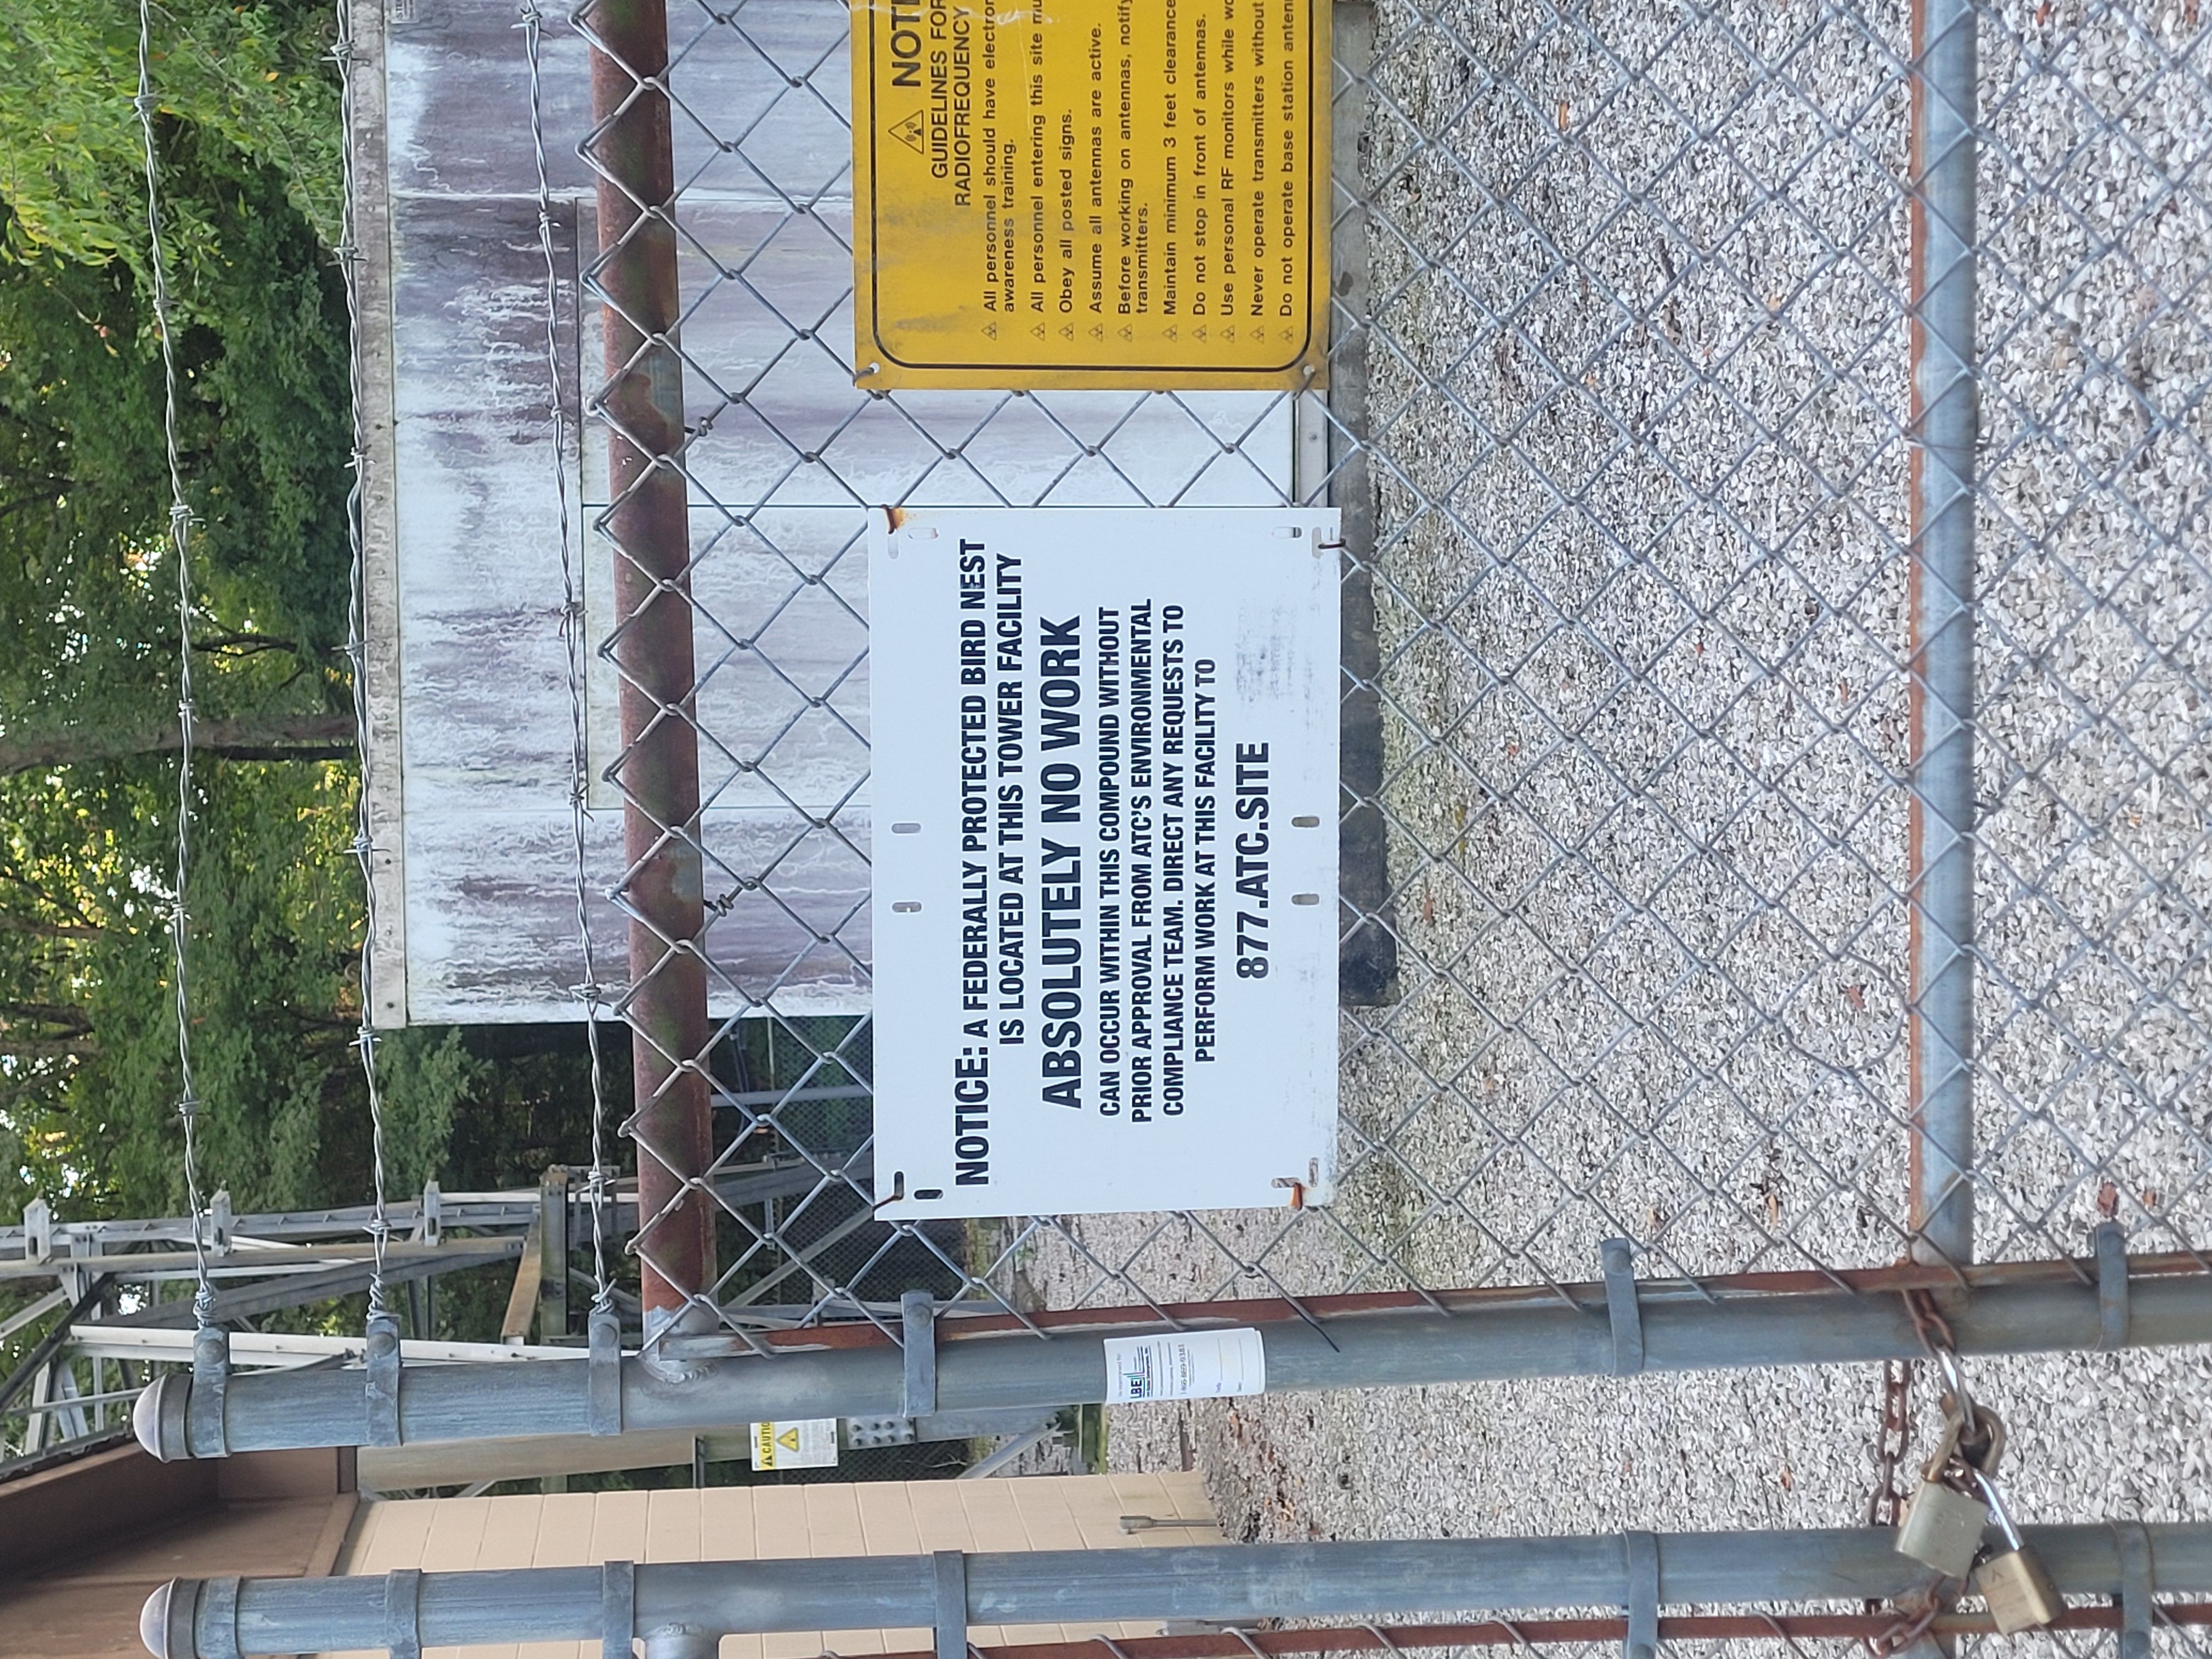 NOTICE: A FEDERALLY PROTECTED BIRD NEST
IS LOCATED AT THIS TOWER FACILITY
ABSOLUTELY NO WORK
CAN OCCUR WITHIN THIS COMPOUND WITHOUT
PRIOR APPROVAL FROM ATC'S ENVIRONMENTAL
COMPLIANCE TEAM. DIRECT ANY REQUESTS TO
PERFORM WORK AT THIS FACILITY TO
877.ATC.SITE
NOTI
GUIDELINES FOR
RADIOFREQUENCY
All personnel should have electron
awareness training.
All personnel entering this site mu
Obey all posted signs.
Assume all antennas are active.
Before working on antennas, notify
transmitters.
Maintain minimum 3 feet clearance
Do not stop in front of antennas.
Use personal RF monitors while wo
Never operate transmitters without
Do not operate base station antenn
CAUTIO